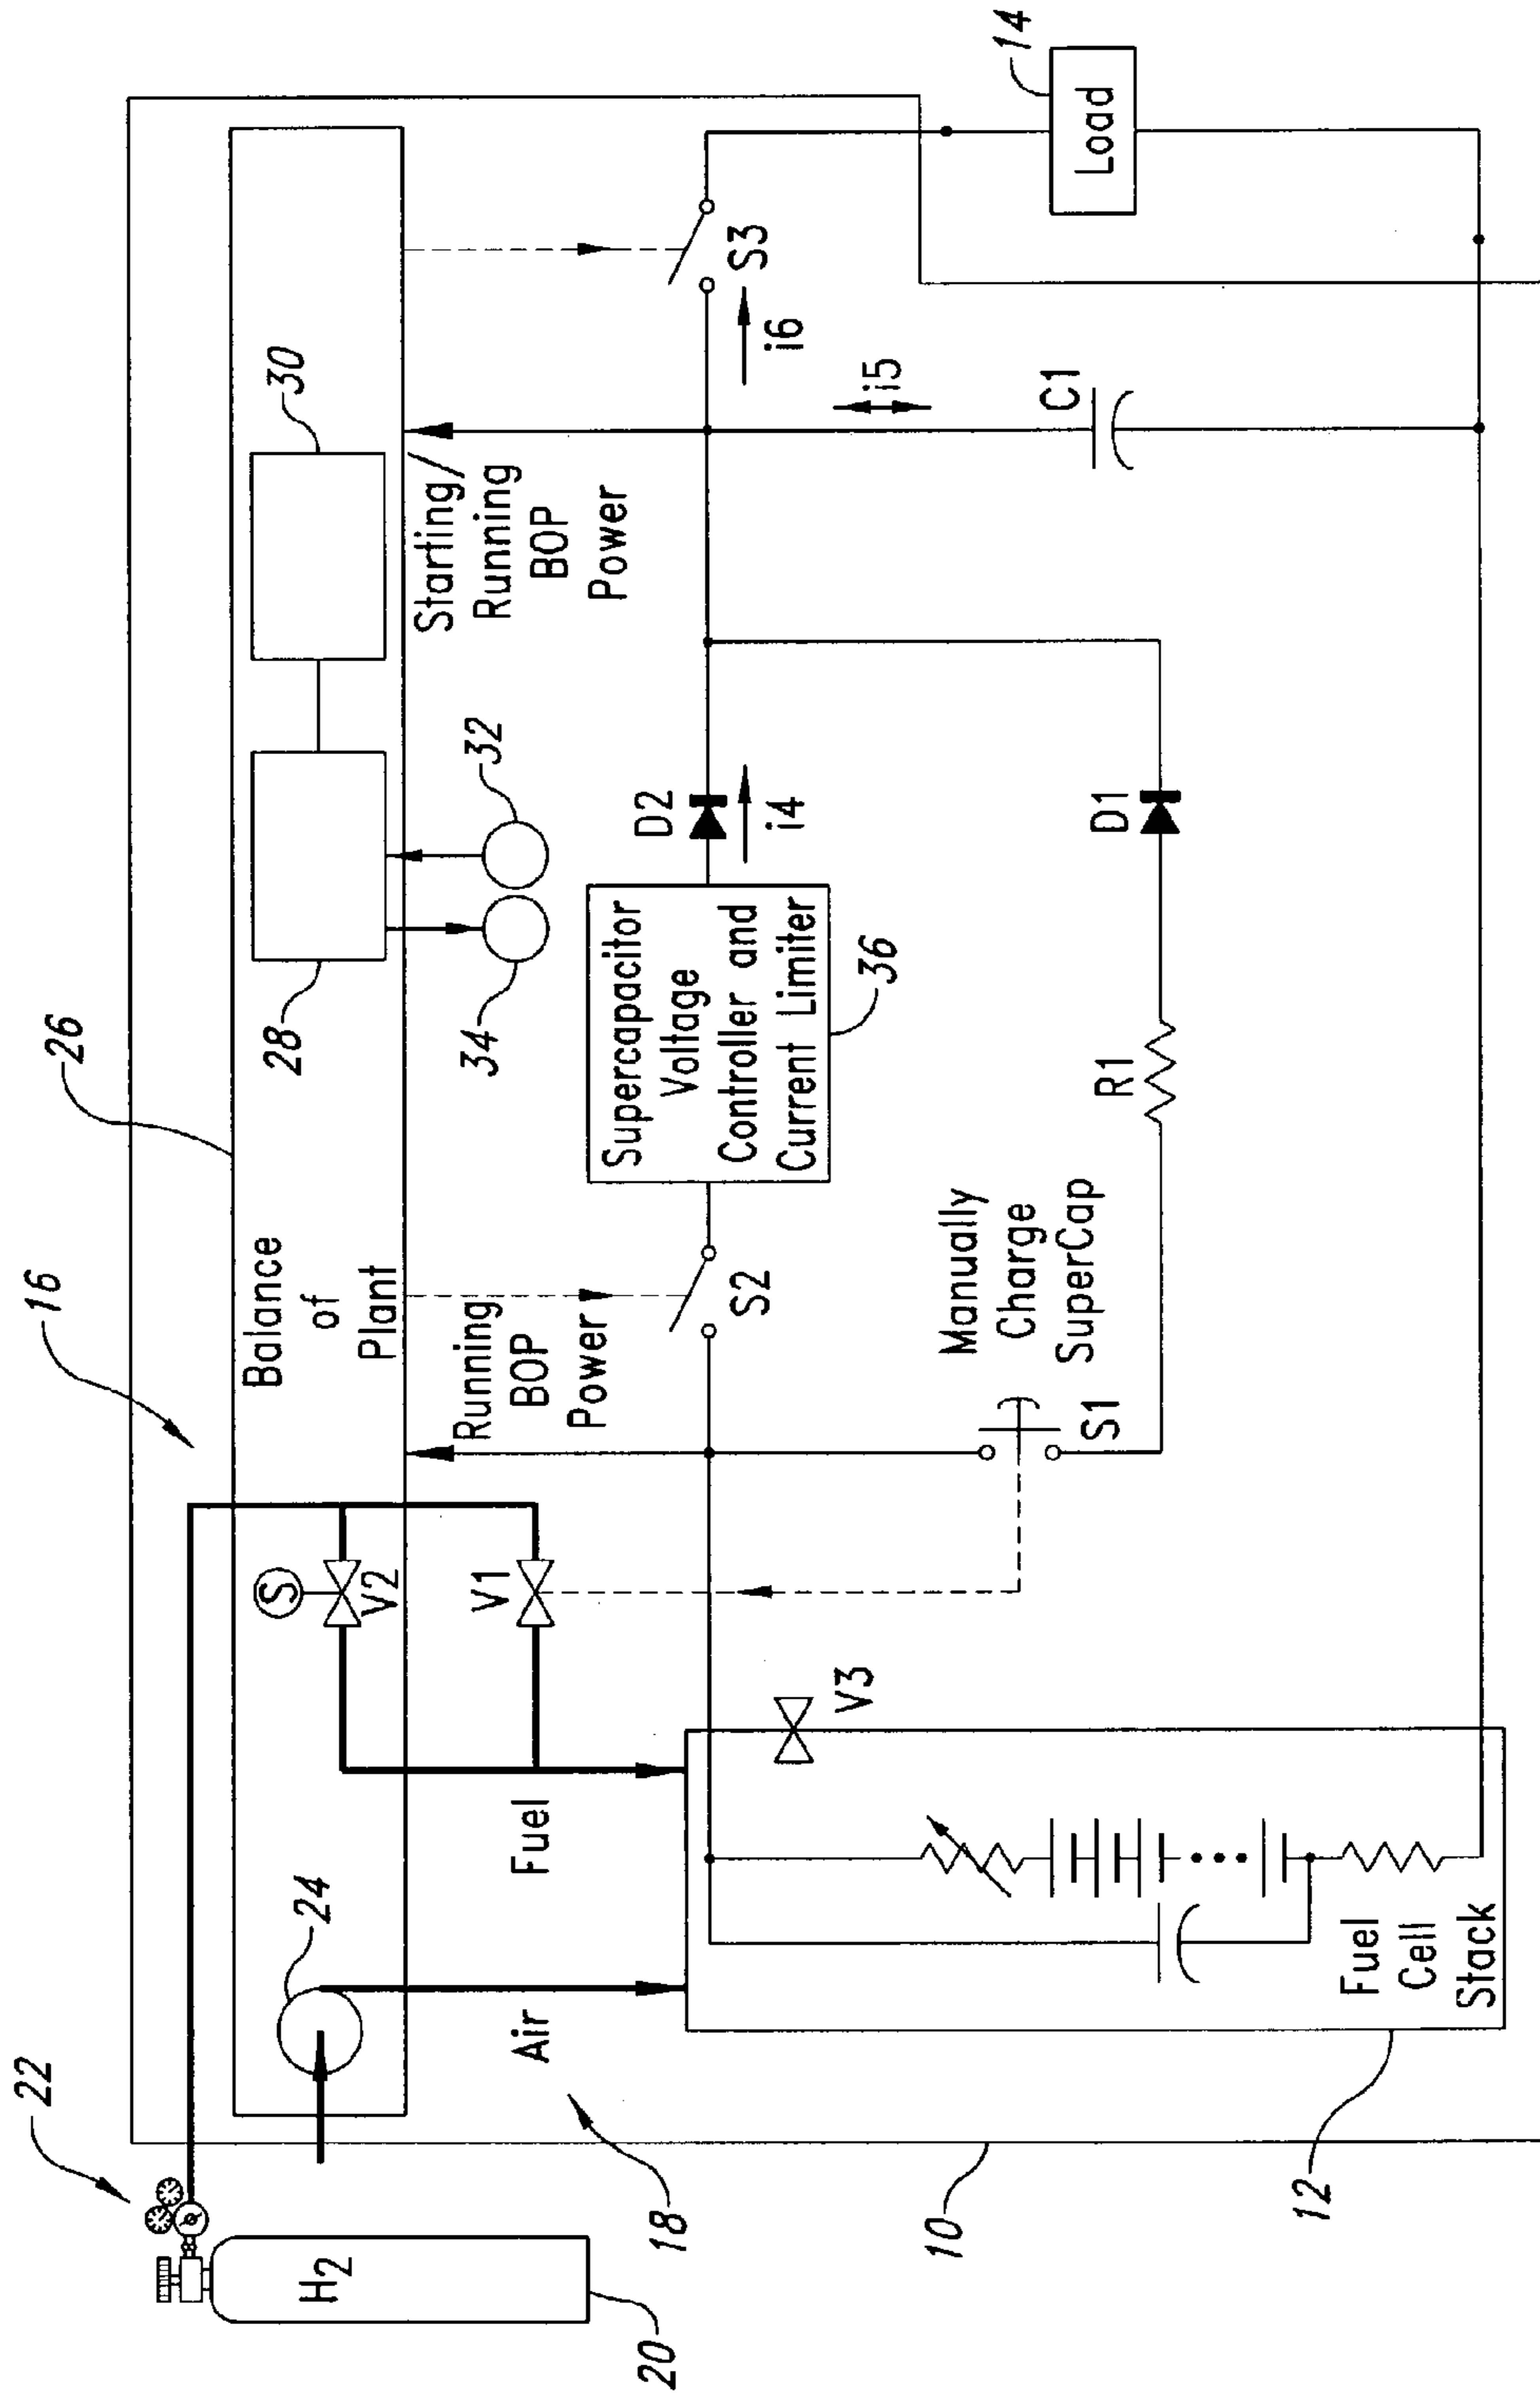 22
H2
20
16
26
Balance
of
Plant
24
S
V2
V1
28
30
32
34
Air
Fuel
18
Running
BOP
Power
Starting/
Running
BOP
Power
S2
Supercapacitor
Voltage
Controller and
Current Limiter
36
D2
i4
S3
i6
i5
C1
14
Load
V3
Manually
Charge
SuperCap
S1
R1
D1
Fuel
Cell
Stack
10
12